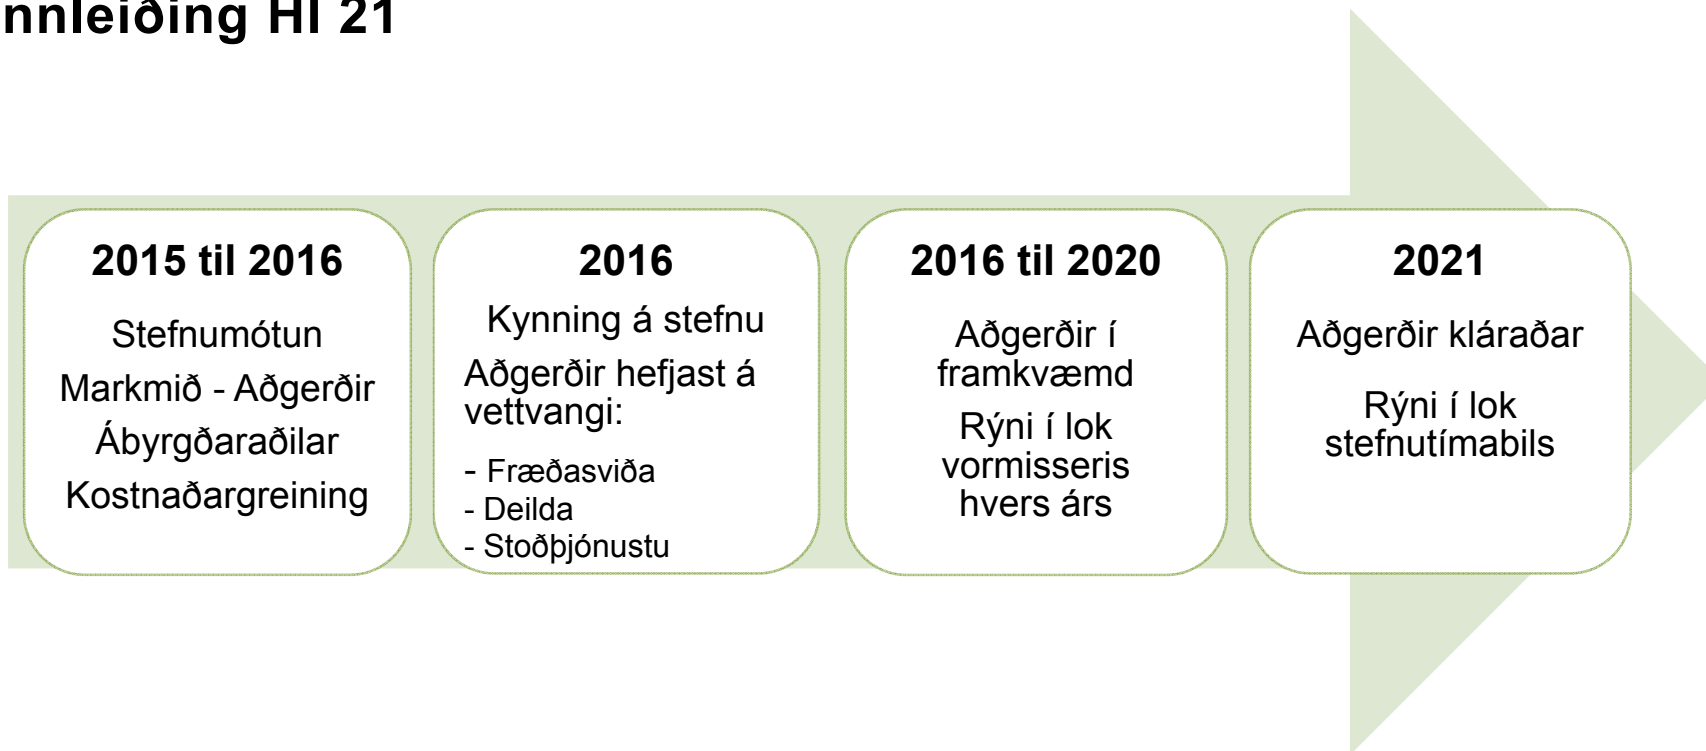 nnleiðing HÍ 21
2015 til 2016
Stefnumótun
Markmið - Aðgerðir
Ábyrgðaraðilar
Kostnaðargreining
2016
Kynning á stefnu
Aðgerðir hefjast á
vettvangi:
- Fræðasviða
- Deilda
- Stoðþjónustu
2016 til 2020
Aðgerðir í
framkvæmd
Rýni í lok
vormisseris
hvers árs
2021
Aðgerðir kláraðar
Rýni í lok
stefnutímabils